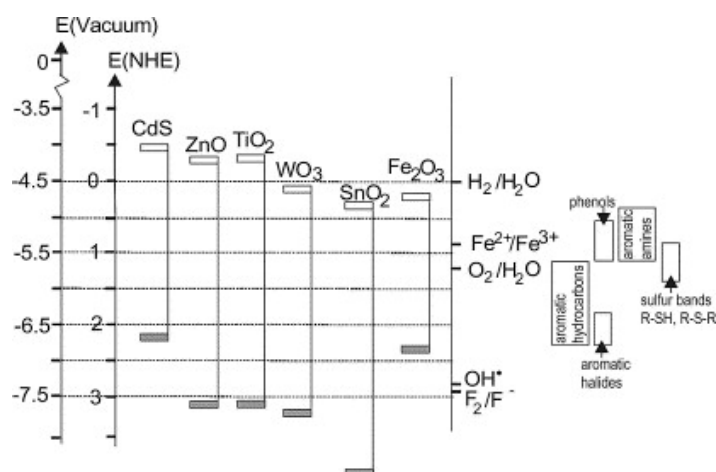 E(Vacuum)
E(NHE)
0
-3.5
-4.5
-5.5
-6.5
-7.5
-1
0
1
2
3
CdS
ZnO
TiO₂
WO₃
SnO₂
Fe₂O₃
H₂/H₂O
Fe²⁺/Fe³⁺
O₂/H₂O
OH•
F₂/F⁻
phenols
aromatic
amines
aromatic
hydrocarbons
sulfur bands
R-SH, R-S-R
aromatic
halides